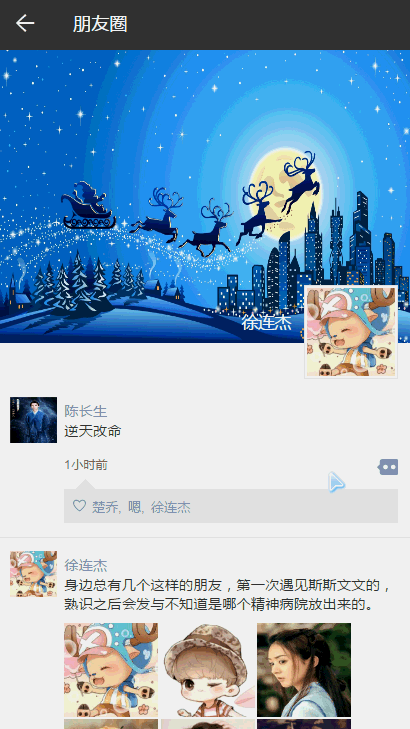 朋友圈
徐连杰
陈长生
逆天改命
1小时前
楚乔, 嗯, 徐连杰
徐连杰
身边总有几个这样的朋友，第一次遇见斯斯文文的，
熟识之后会发与不知道是哪个精神病院放出来的。